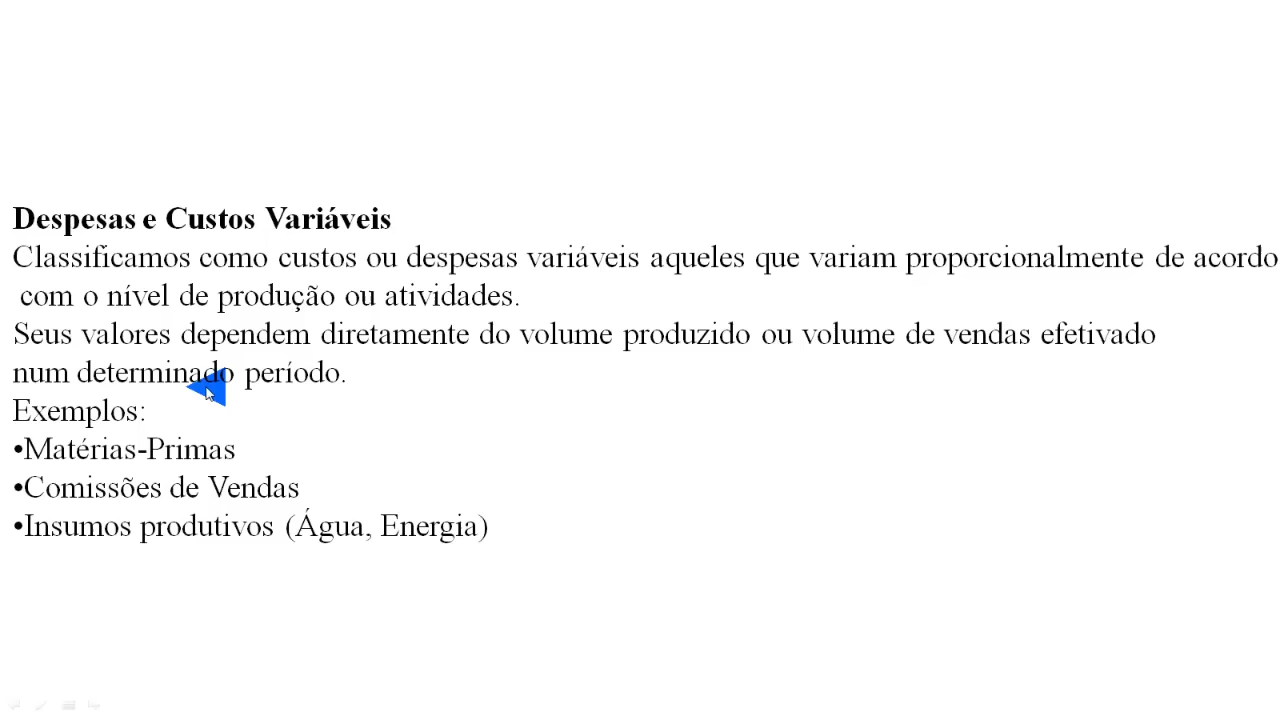 Despesas e Custos Variáveis
Classificamos como custos ou despesas variáveis aqueles que variam proporcionalmente de acordo
com o nível de produção ou atividades.
Seus valores dependem diretamente do volume produzido ou volume de vendas efetivado
num determinado período.
Exemplos:
•Matérias-Primas
•Comissões de Vendas
•Insumos produtivos (Água, Energia)